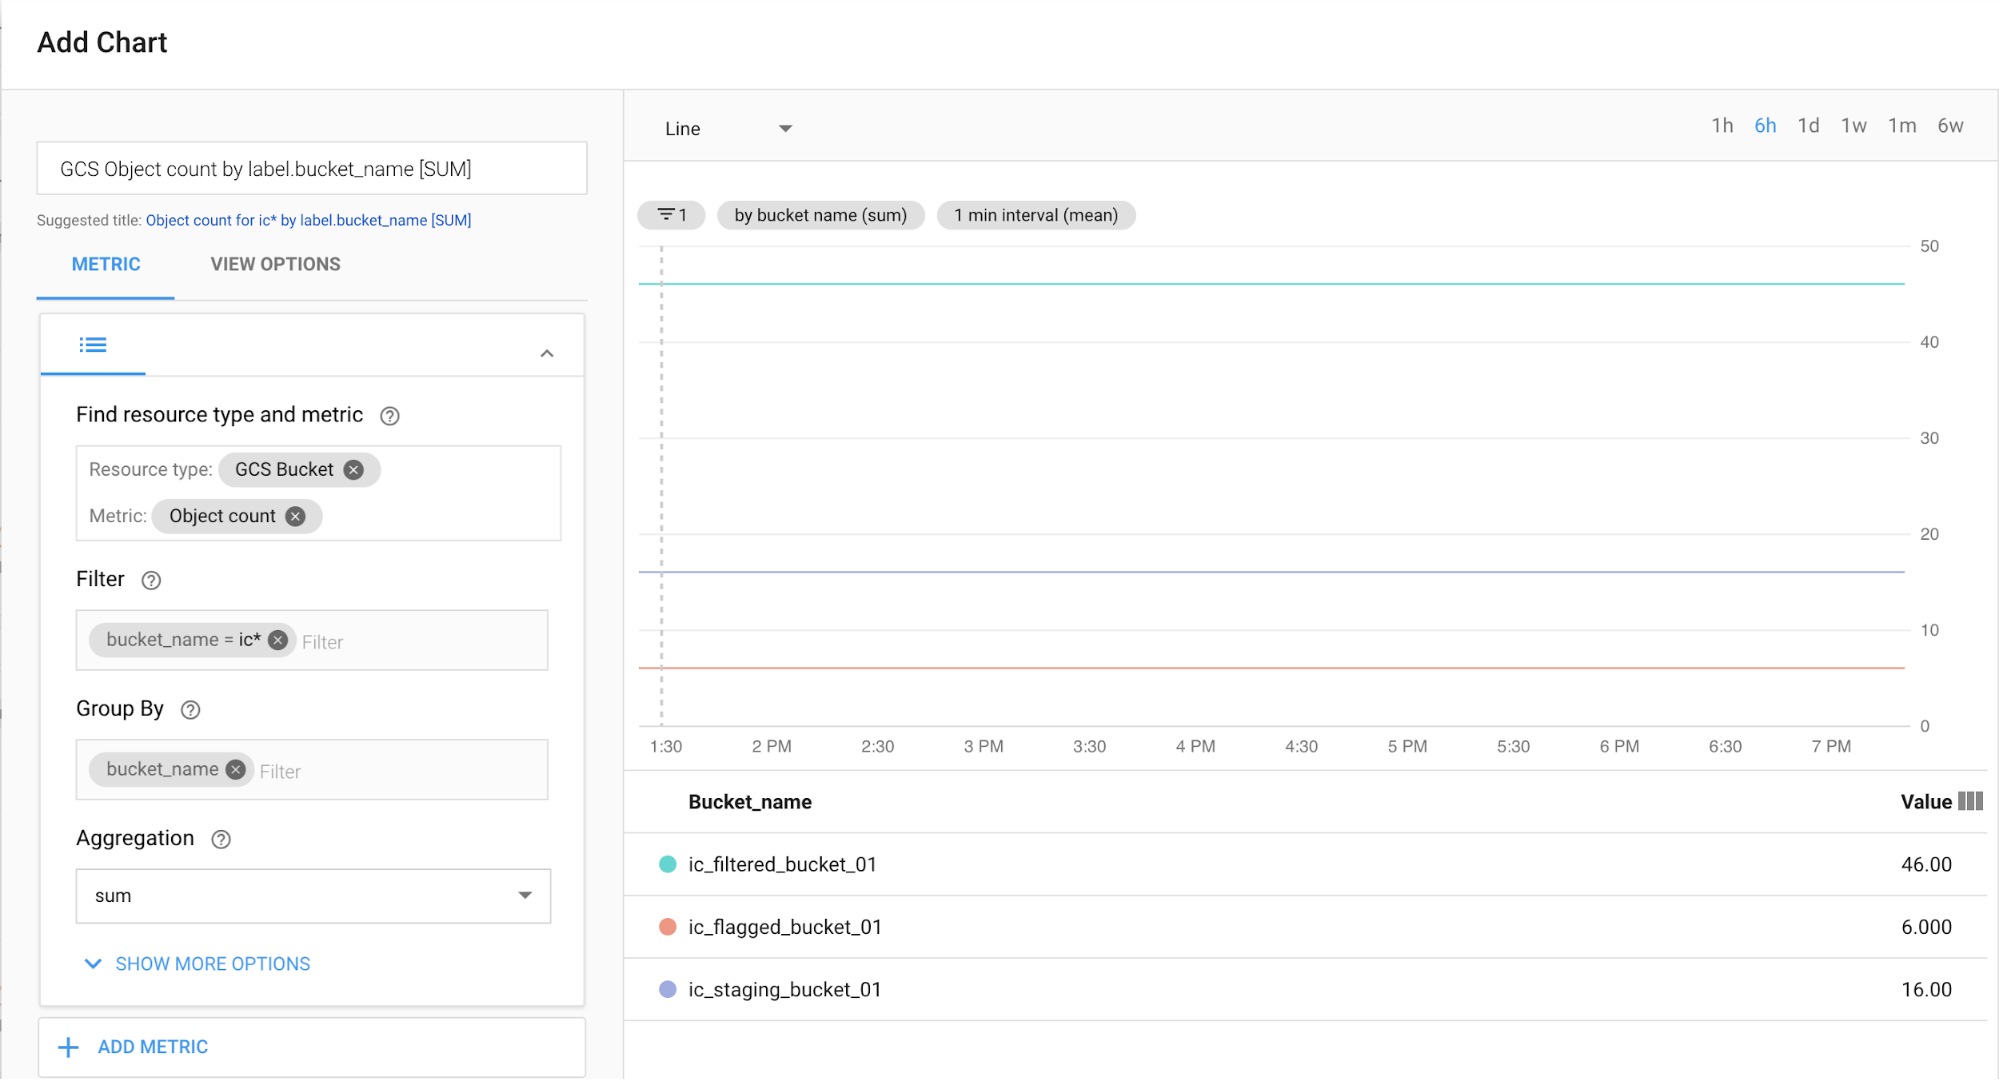 Add Chart
GCS Object count by label.bucket_name [SUM]
Suggested title: Object count for ic* by label.bucket_name [SUM]
METRIC VIEW OPTIONS
Find resource type and metric ?
Resource type: GCS Bucket
Metric: Object count
Filter ?
bucket_name = ic* Filter
Group By ?
bucket_name Filter
Aggregation ?
sum
SHOW MORE OPTIONS
+ ADD METRIC
Line
1h 6h 1d 1w 1m 6w
1 by bucket name (sum) 1 min interval (mean)
50
40
30
20
10
0
1:30 2 PM 2:30 3 PM 3:30 4 PM 4:30 5 PM 5:30 6 PM 6:30 7 PM
Bucket_name Value
ic_filtered_bucket_01 46.00
ic_flagged_bucket_01 6.000
ic_staging_bucket_01 16.00